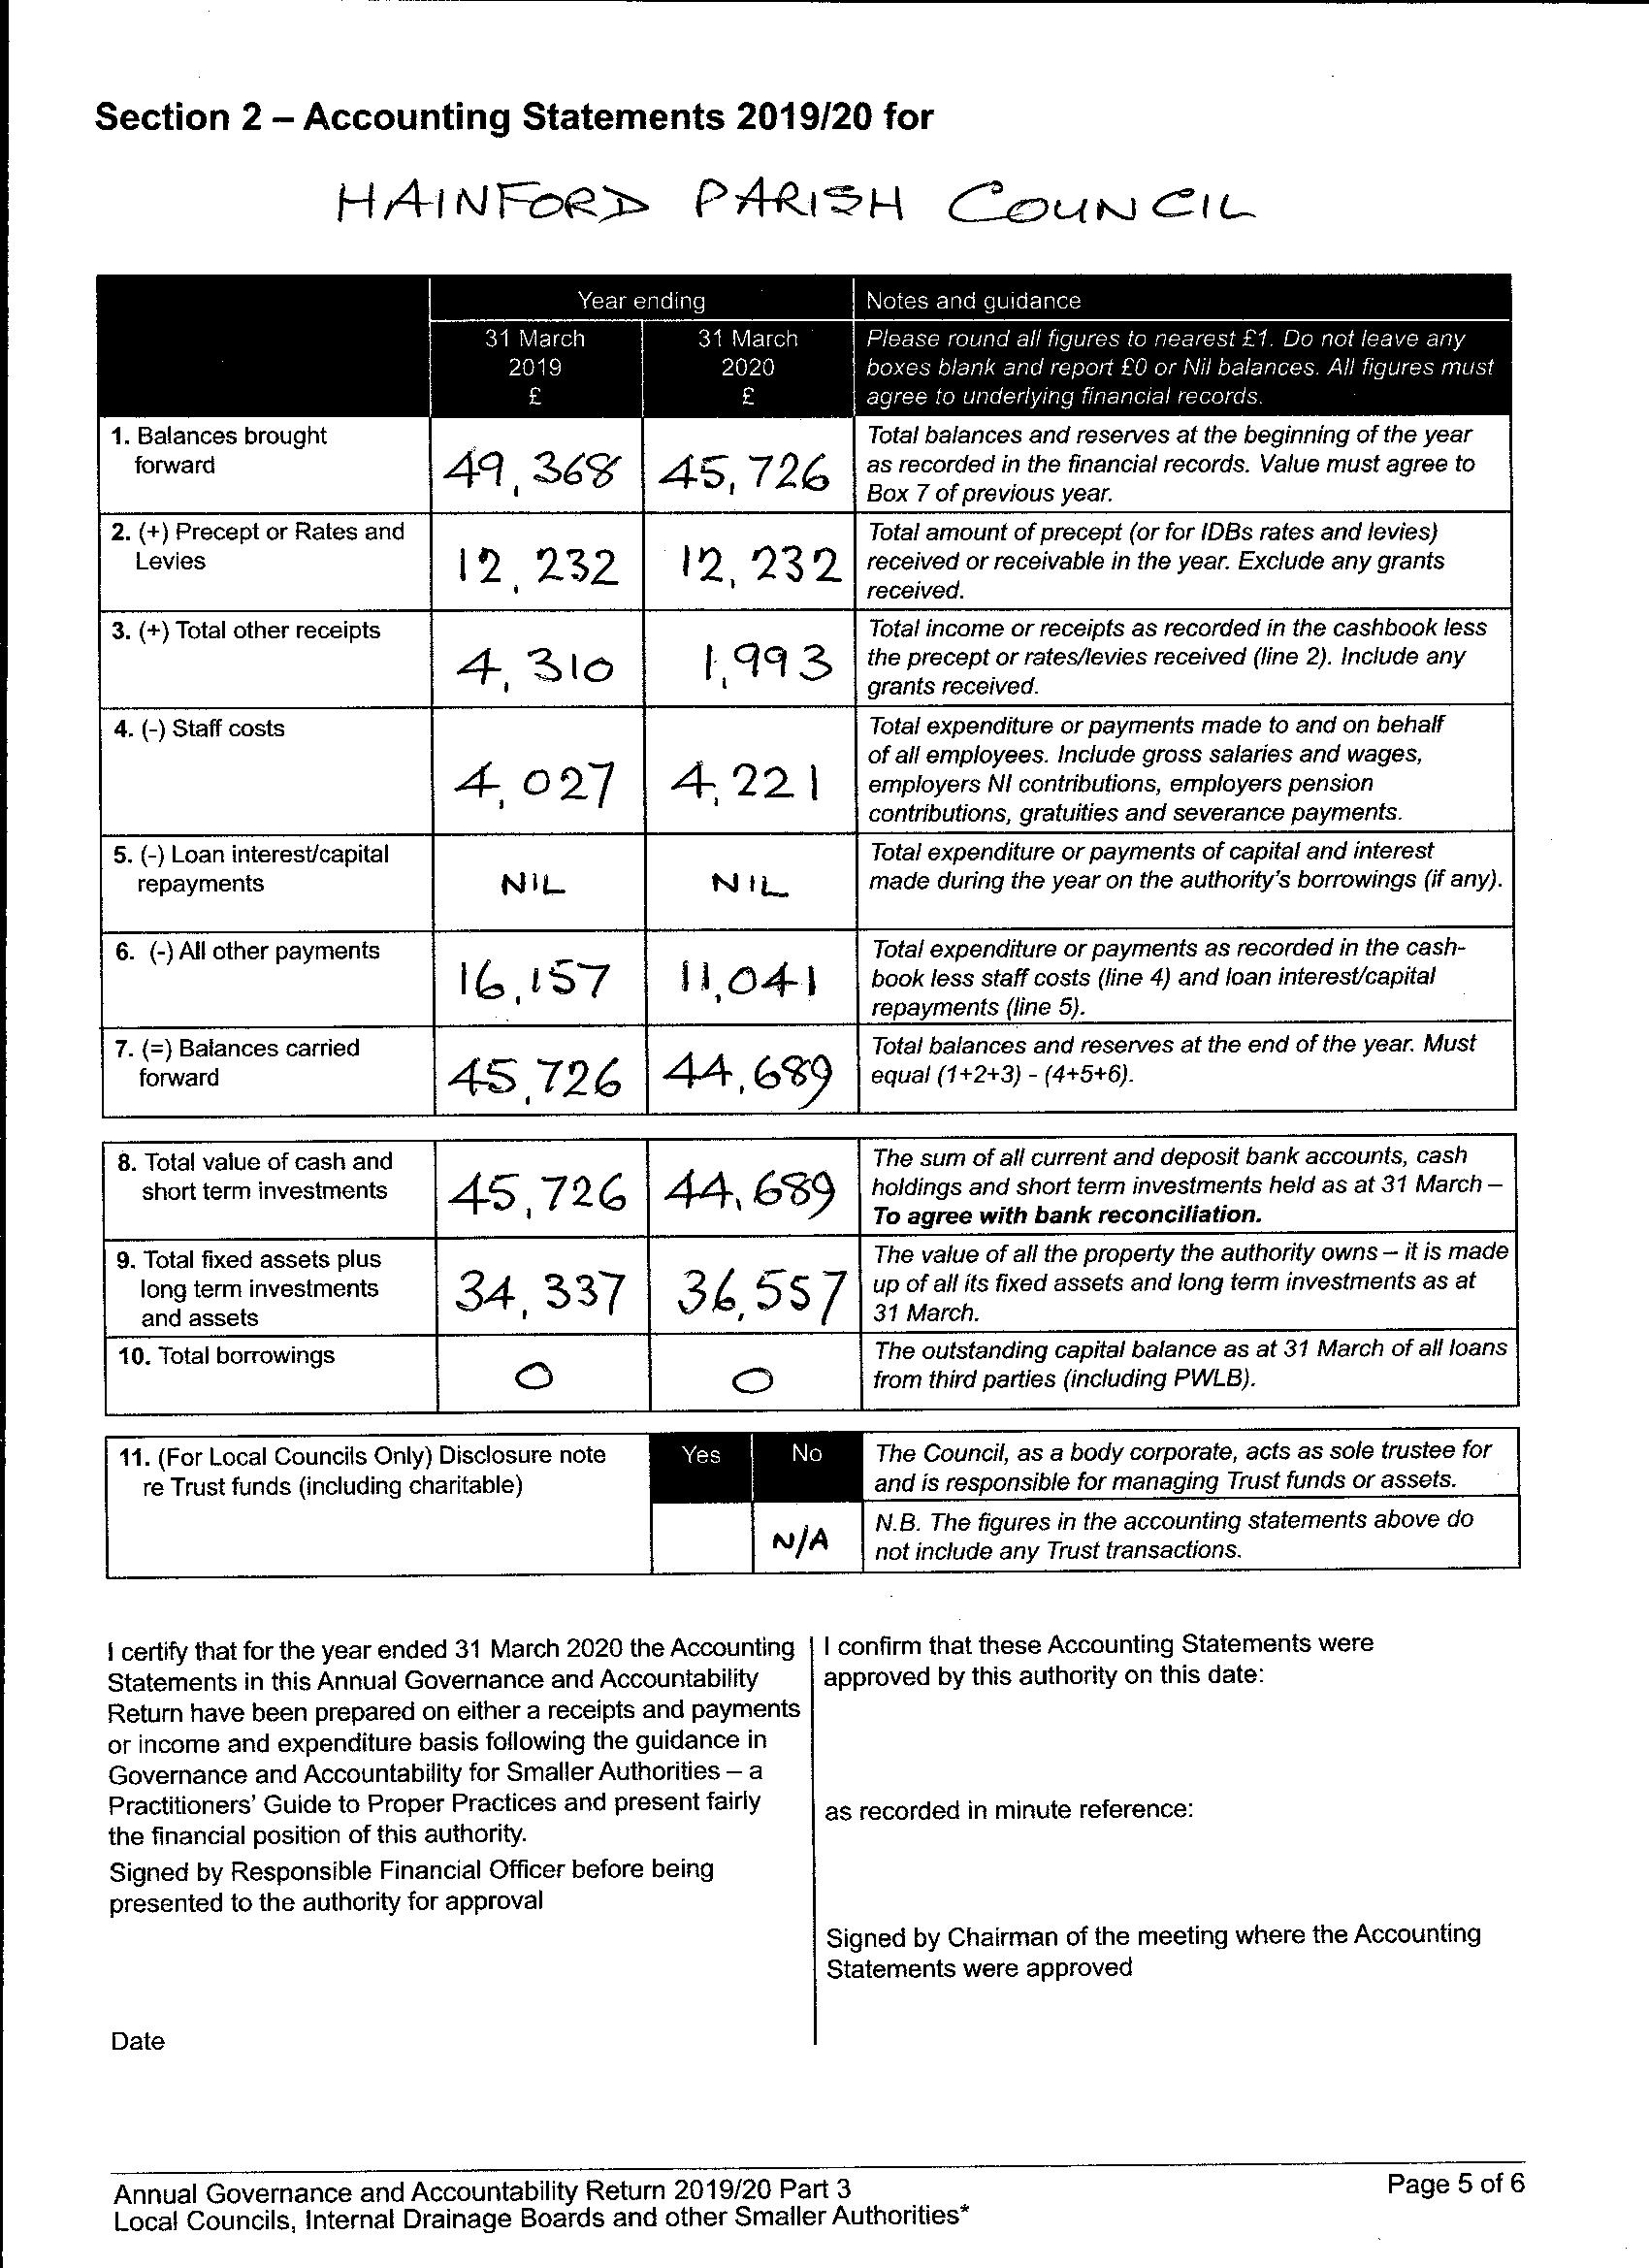 Section 2 – Accounting Statements 2019/20 for
HAINFORD PARISH COUNCIL
Year ending
Notes and guidance
31 March 2019 £
31 March 2020 £
Please round all figures to nearest £1. Do not leave any
boxes blank and report £0 or Nil balances. All figures must
agree to underlying financial records.
1. Balances brought
forward
49,368
45,726
Total balances and reserves at the beginning of the year
as recorded in the financial records. Value must agree to
Box 7 of previous year.
2. (+) Precept or Rates and
Levies
12,232
12,232
Total amount of precept (or for IDBs rates and levies)
received or receivable in the year. Exclude any grants
received.
3. (+) Total other receipts
4,310
1,993
Total income or receipts as recorded in the cashbook less
the precept or rates/levies received (line 2). Include any
grants received.
4. (-) Staff costs
4,027
4,221
Total expenditure or payments made to and on behalf
of all employees. Include gross salaries and wages,
employers NI contributions, employers pension
contributions, gratuities and severance payments.
5. (-) Loan interest/capital
repayments
NIL
NIL
Total expenditure or payments of capital and interest
made during the year on the authority's borrowings (if any).
6. (-) All other payments
16,157
11,041
Total expenditure or payments as recorded in the cash-
book less staff costs (line 4) and loan interest/capital
repayments (line 5).
7. (=) Balances carried
forward
45,726
44,689
Total balances and reserves at the end of the year. Must
equal (1+2+3) - (4+5+6).
8. Total value of cash and
short term investments
45,726
44,689
The sum of all current and deposit bank accounts, cash
holdings and short term investments held as at 31 March –
To agree with bank reconciliation.
9. Total fixed assets plus
long term investments
and assets
34,337
36,557
The value of all the property the authority owns – it is made
up of all its fixed assets and long term investments as at
31 March.
10. Total borrowings
0
0
The outstanding capital balance as at 31 March of all loans
from third parties (including PWLB).
11. (For Local Councils Only) Disclosure note
re Trust funds (including charitable)
Yes
No
The Council, as a body corporate, acts as sole trustee for
and is responsible for managing Trust funds or assets.
N/A
N.B. The figures in the accounting statements above do
not include any Trust transactions.
I certify that for the year ended 31 March 2020 the Accounting
Statements in this Annual Governance and Accountability
Return have been prepared on either a receipts and payments
or income and expenditure basis following the guidance in
Governance and Accountability for Smaller Authorities – a
Practitioners' Guide to Proper Practices and present fairly
the financial position of this authority.
Signed by Responsible Financial Officer before being
presented to the authority for approval
Date
I confirm that these Accounting Statements were
approved by this authority on this date:
as recorded in minute reference:
Signed by Chairman of the meeting where the Accounting
Statements were approved
Annual Governance and Accountability Return 2019/20 Part 3
Local Councils, Internal Drainage Boards and other Smaller Authorities*
Page 5 of 6